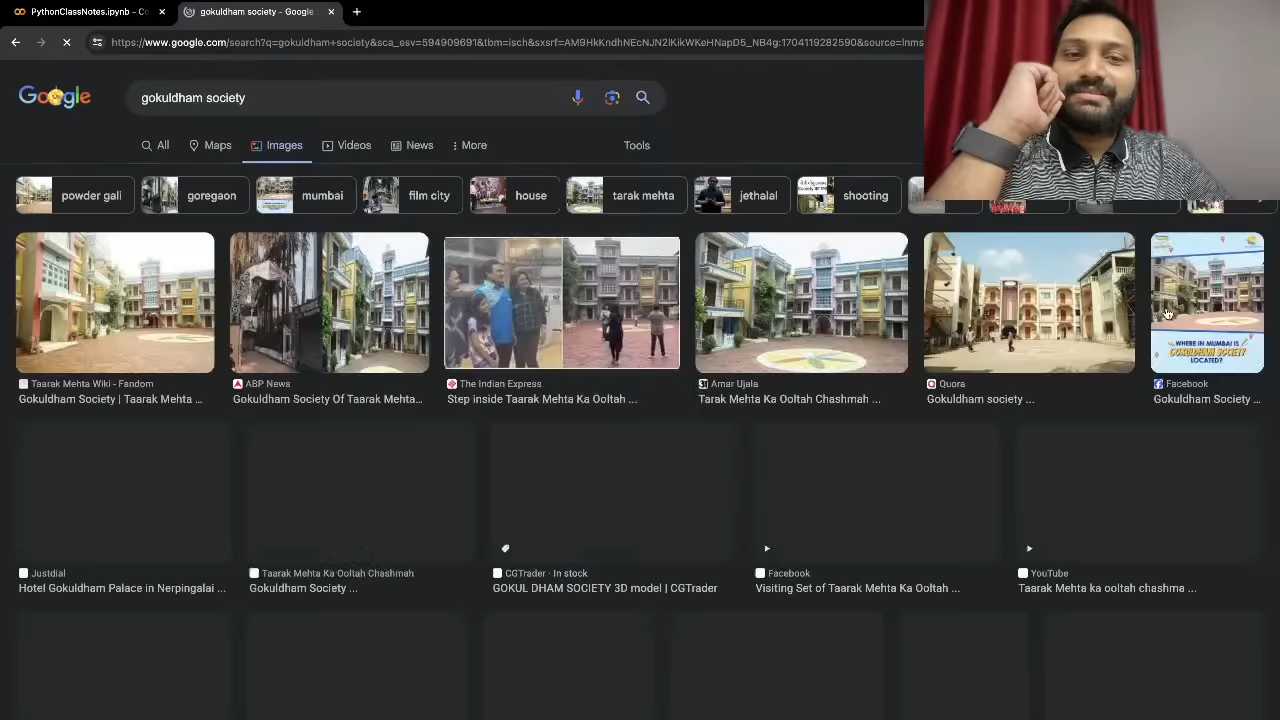 PythonClassNotes.ipynb - Co
gokuldham society - Google
https://www.google.com/search?q=gokuldham+society&sca_esv=594909691&tbm=isch&sxsrf=AM9HkKndhNEcNJN2iKikWKeHNapD5_NB4g:1704119282590&source=lnms
Google
gokuldham society
All
Maps
Images
Videos
News
More
Tools
powder gali
goregaon
mumbai
film city
house
tarak mehta
jethalal
shooting
WHERE IN MUMBAI IS
GOKULDHAM SOCIETY
LOCATED?
Taarak Mehta Wiki - Fandom
Gokuldham Society | Taarak Mehta ...
ABP News
Gokuldham Society Of Taarak Mehta...
The Indian Express
Step inside Taarak Mehta Ka Ooltah ...
Amar Ujala
Tarak Mehta Ka Ooltah Chashmah ...
Quora
Gokuldham society ...
Facebook
Gokuldham Society ...
Justdial
Hotel Gokuldham Palace in Nerpingalai ...
Taarak Mehta Ka Ooltah Chashmah
Gokuldham Society ...
CGTrader · In stock
GOKUL DHAM SOCIETY 3D model | CGTrader
Facebook
Visiting Set of Taarak Mehta Ka Ooltah ...
YouTube
Taarak Mehta ka ooltah chashma ...